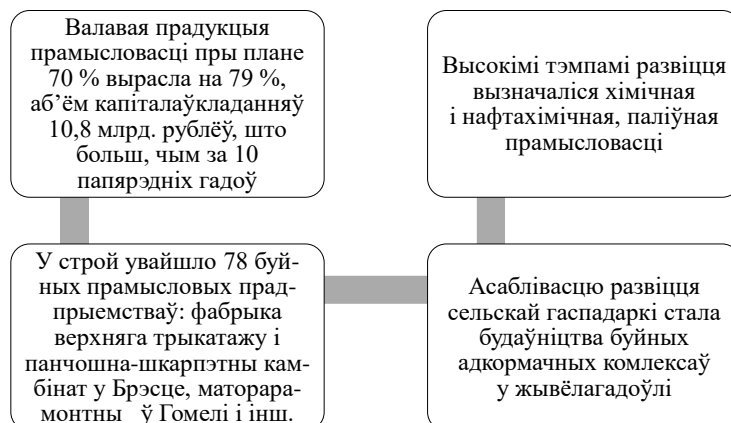 Валавая прадукцыя
прамысловасці пры плане
70 % вырасла на 79 %,
аб’ём капіталаўкладанняў
10,8 млрд. рублёў, што
больш, чым за 10
папярэдніх гадоў
У строй увайшло 78 буй-
ных прамысловых прад-
прыемстваў: фабрыка
верхняга трыкатажу і
панчошна-шкарпэтны кам-
бінат у Брэсце, маторара-
монтны ў Гомелі і інш.
Асаблівасцю развіцця
сельскай гаспадаркі стала
будаўніцтва буйных
адкормачных комлексаў
у жывёлагадоўлі
Высокімі тэмпамі развіцця
вызначаліся хімічная
і нафтахімічная, паліўная
прамысловасці